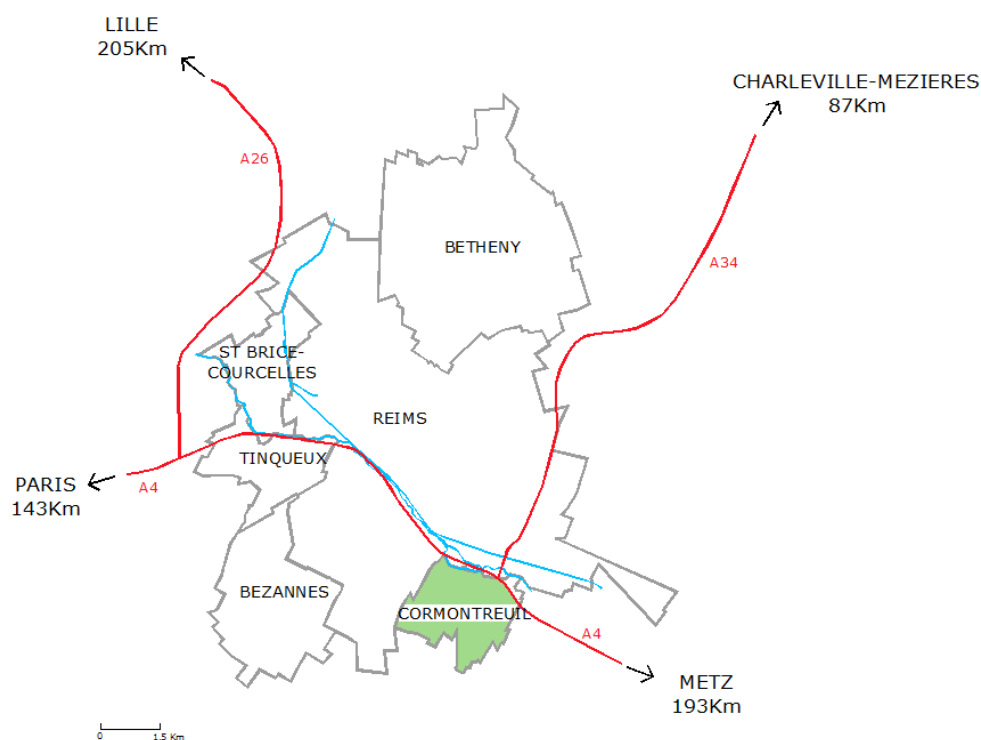 LILLE
205Km
CHARLEVILLE-MEZIERES
87Km
A26
BETHENY
A34
ST BRICE-
COURCELLES
REIMS
TINQUEUX
PARIS
143Km
A4
BEZANNES
CORMONTREUIL
A4
METZ
193Km
0 1.5 Km